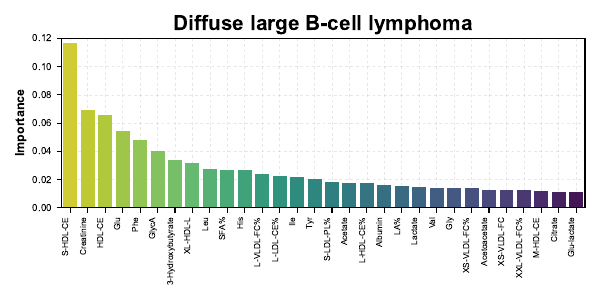 Diffuse large B-cell lymphoma
Importance
0.12
0.10
0.08
0.06
0.04
0.02
0.00
S-HDL-CE
Creatinine
HDL-CE
Glu
Phe
GlycA
3-Hydroxybutyrate
XL-HDL-L
Leu
SFA%
His
L-VLDL-FC%
L-LDL-CE%
Ile
Tyr
S-LDL-PL%
Acetate
L-HDL-CE%
Albumin
LA%
Lactate
Val
Gly
XS-VLDL-FC%
Acetoacetate
XS-VLDL-FC
XXL-VLDL-FC%
M-HDL-CE
Citrate
Glu-lactate